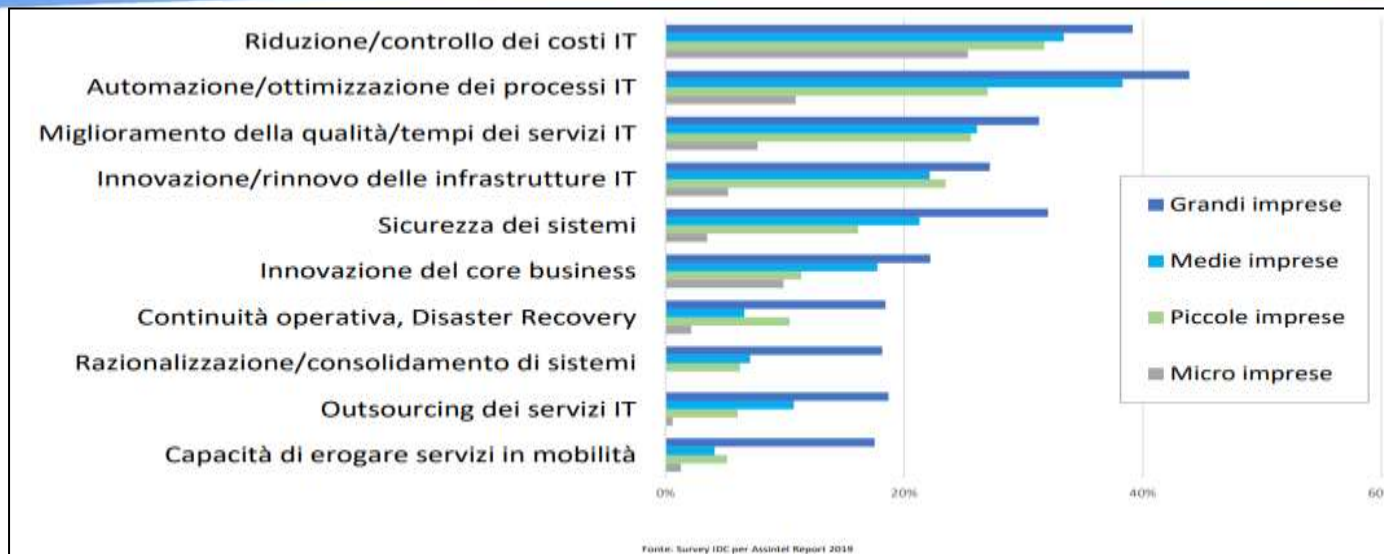 Riduzione/controllo dei costi IT
Automazione/ottimizzazione dei processi IT
Miglioramento della qualità/tempi dei servizi IT
Innovazione/rinnovo delle infrastrutture IT
Sicurezza dei sistemi
Innovazione del core business
Continuità operativa, Disaster Recovery
Razionalizzazione/consolidamento di sistemi
Outsourcing dei servizi IT
Capacità di erogare servizi in mobilità
Grandi imprese
Medie imprese
Piccole imprese
Micro imprese
0% 20% 40% 60
Fonte: Survey IDC per Assintel Report 2019